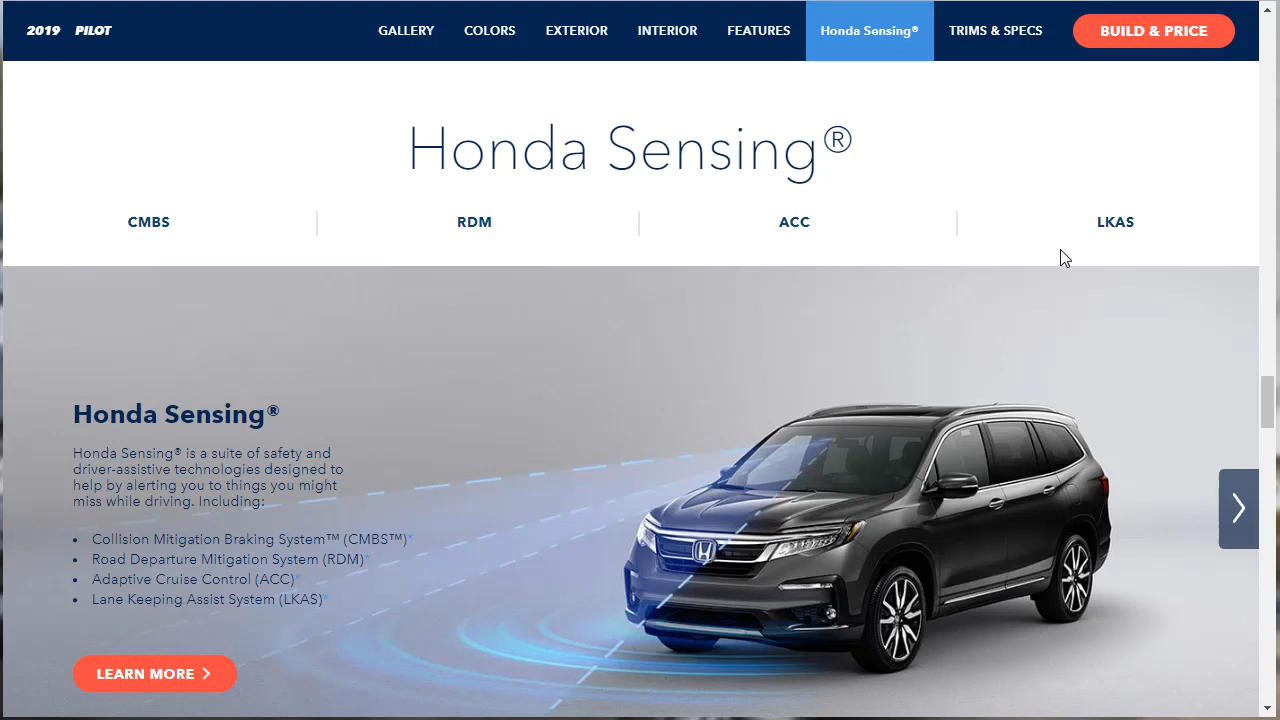 2019 PILOT GALLERY COLORS EXTERIOR INTERIOR FEATURES Honda Sensing® TRIMS & SPECS BUILD & PRICE
Honda Sensing®
CMBS RDM ACC LKAS
Honda Sensing®
Honda Sensing® is a suite of safety and
driver-assistive technologies designed to
help by alerting you to things you might
miss while driving. Including:
• Collision Mitigation Braking System™ (CMBS™)*
• Road Departure Mitigation System (RDM)*
• Adaptive Cruise Control (ACC)*
• Lane Keeping Assist System (LKAS)*
LEARN MORE